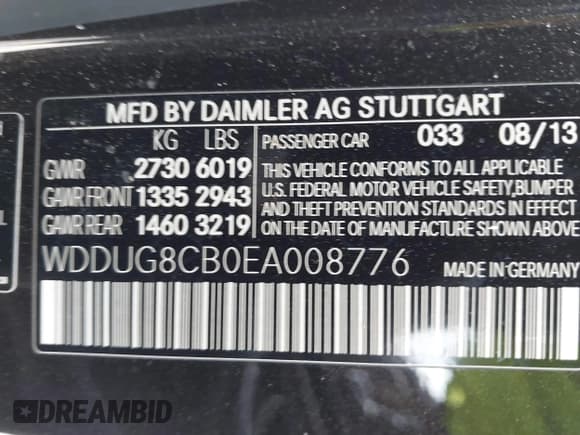 MFD BY DAIMLER AG STUTTGART
KG LBS
GWR 2730 6019
GAWR FRONT 1335 2943
GAWR REAR 1460 3219
PASSENGER CAR 033 08/13
THIS VEHICLE CONFORMS TO ALL APPLICABLE
U.S. FEDERAL MOTOR VEHICLE SAFETY, BUMPER
AND THEFT PREVENTION STANDARDS IN EFFECT
ON THE DATE OF MANUFACTURE SHOWN ABOVE.
WDDUG8CB0EA008776 MADE IN GERMANY
DREAMBID